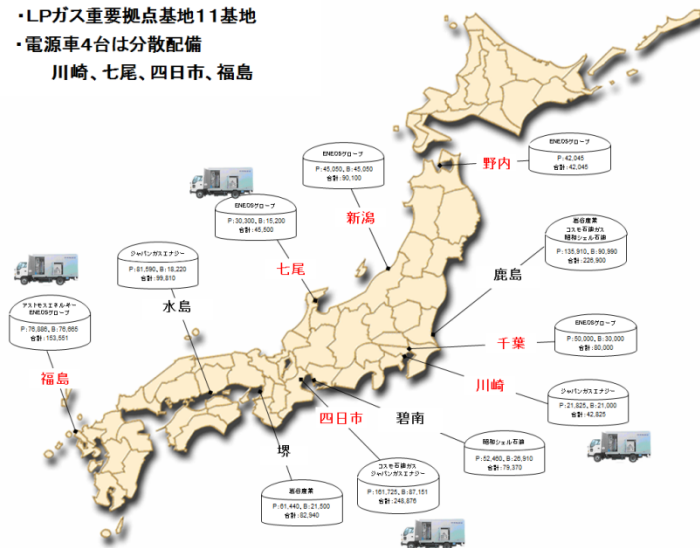 ・LPガス重要拠点基地11基地
・電源車4台は分散配備
川崎、七尾、四日市、福島
ENEOSグローブ
P:42,045
合計:42,045
野内
ENEOSグローブ
P:45,050、B:45,050
合計:90,100
新潟
ENEOSグローブ
P:30,300、B:15,200
合計:45,500
七尾
岩谷産業
コスモ石油ガス
昭和シェル石油
P:135,910、B:90,990
合計:226,900
鹿島
ジャパンガスエナジー
P:81,590、B:18,220
合計:99,810
水島
アストモスエネルギー
ENEOSグローブ
P:76,886、B:76,665
合計:153,551
福島
ENEOSグローブ
P:50,000、B:30,000
合計:80,000
千葉
川崎
ジャパンガスエナジー
P:21,825、B:21,000
合計:42,825
四日市
碧南
堺
昭和シェル石油
P:52,460、B:26,910
合計:79,370
コスモ石油ガス
ジャパンガスエナジー
P:161,725、B:87,151
合計:248,876
岩谷産業
P:61,440、B:21,500
合計:82,940